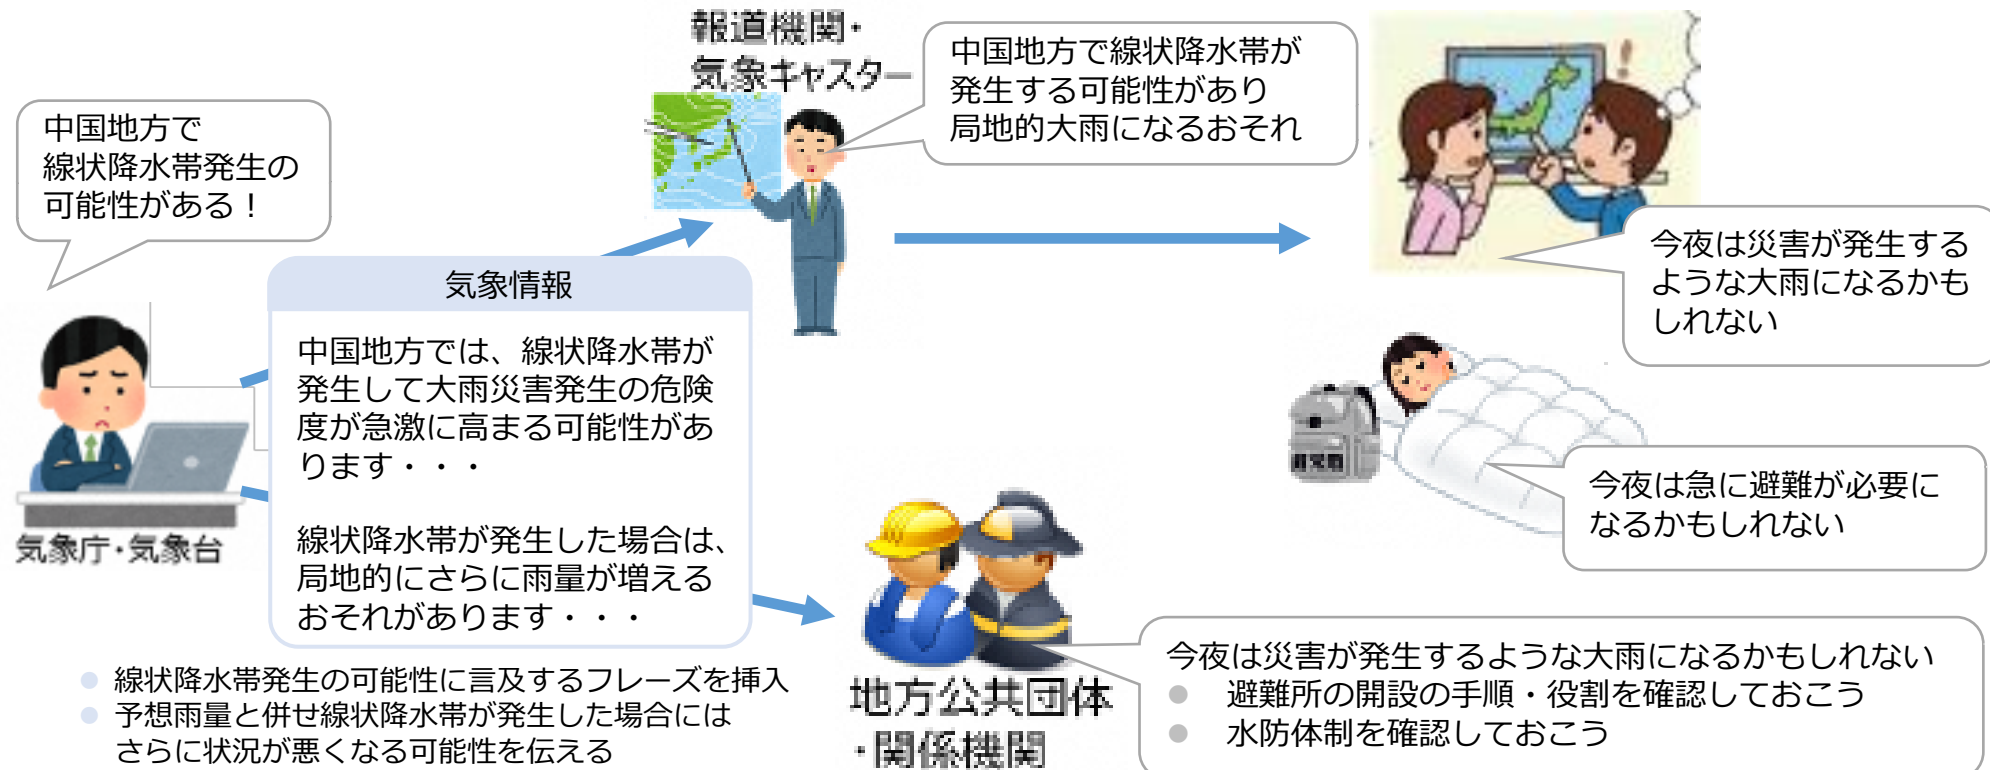 報道機関・
気象キャスター
中国地方で線状降水帯が
発生する可能性があり
局地的大雨になるおそれ
中国地方で
線状降水帯発生の
可能性がある！
今夜は災害が発生する
ような大雨になるかも
しれない
気象情報
中国地方では、線状降水帯が
発生して大雨災害発生の危険
度が急激に高まる可能性があ
ります・・・
線状降水帯が発生した場合は、
局地的にさらに雨量が増える
おそれがあります・・・
気象庁・気象台
今夜は急に避難が必要に
なるかもしれない
地方公共団体
・関係機関
今夜は災害が発生するような大雨になるかもしれない
● 避難所の開設の手順・役割を確認しておこう
● 水防体制を確認しておこう
● 線状降水帯発生の可能性に言及するフレーズを挿入
● 予想雨量と併せ線状降水帯が発生した場合には
さらに状況が悪くなる可能性を伝える